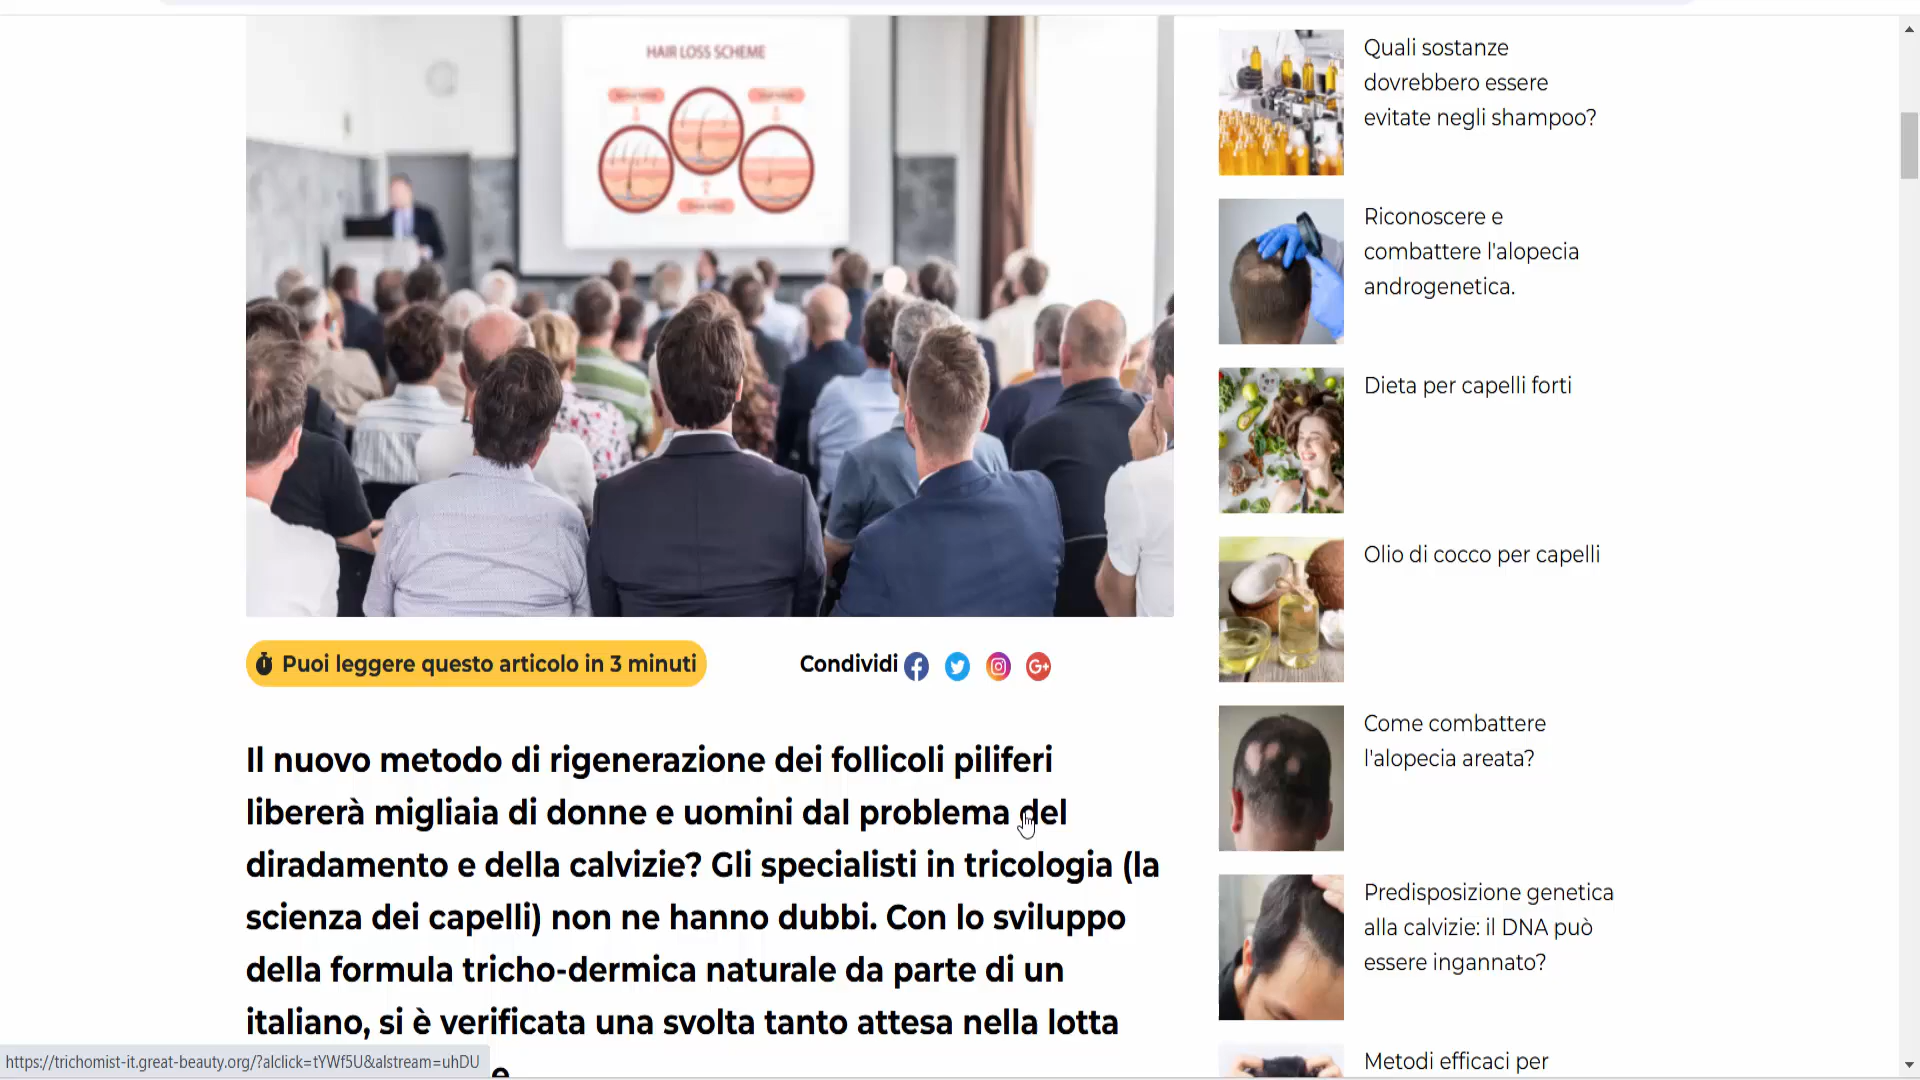 HAIR LOSS SCHEME
Puoi leggere questo articolo in 3 minuti
Condividi
Il nuovo metodo di rigenerazione dei follicoli piliferi
libererà migliaia di donne e uomini dal problema del
diradamento e della calvizie? Gli specialisti in tricologia (la
scienza dei capelli) non ne hanno dubbi. Con lo sviluppo
della formula tricho-dermica naturale da parte di un
italiano, si è verificata una svolta tanto attesa nella lotta
Quali sostanze
dovrebbero essere
evitate negli shampoo?
Riconoscere e
combattere l'alopecia
androgenetica.
Dieta per capelli forti
Olio di cocco per capelli
Come combattere
l'alopecia areata?
Predisposizione genetica
alla calvizie: il DNA può
essere ingannato?
Metodi efficaci per
https://trichomist-it.great-beauty.org/?alclick=tYWf5U&alstream=uhDU